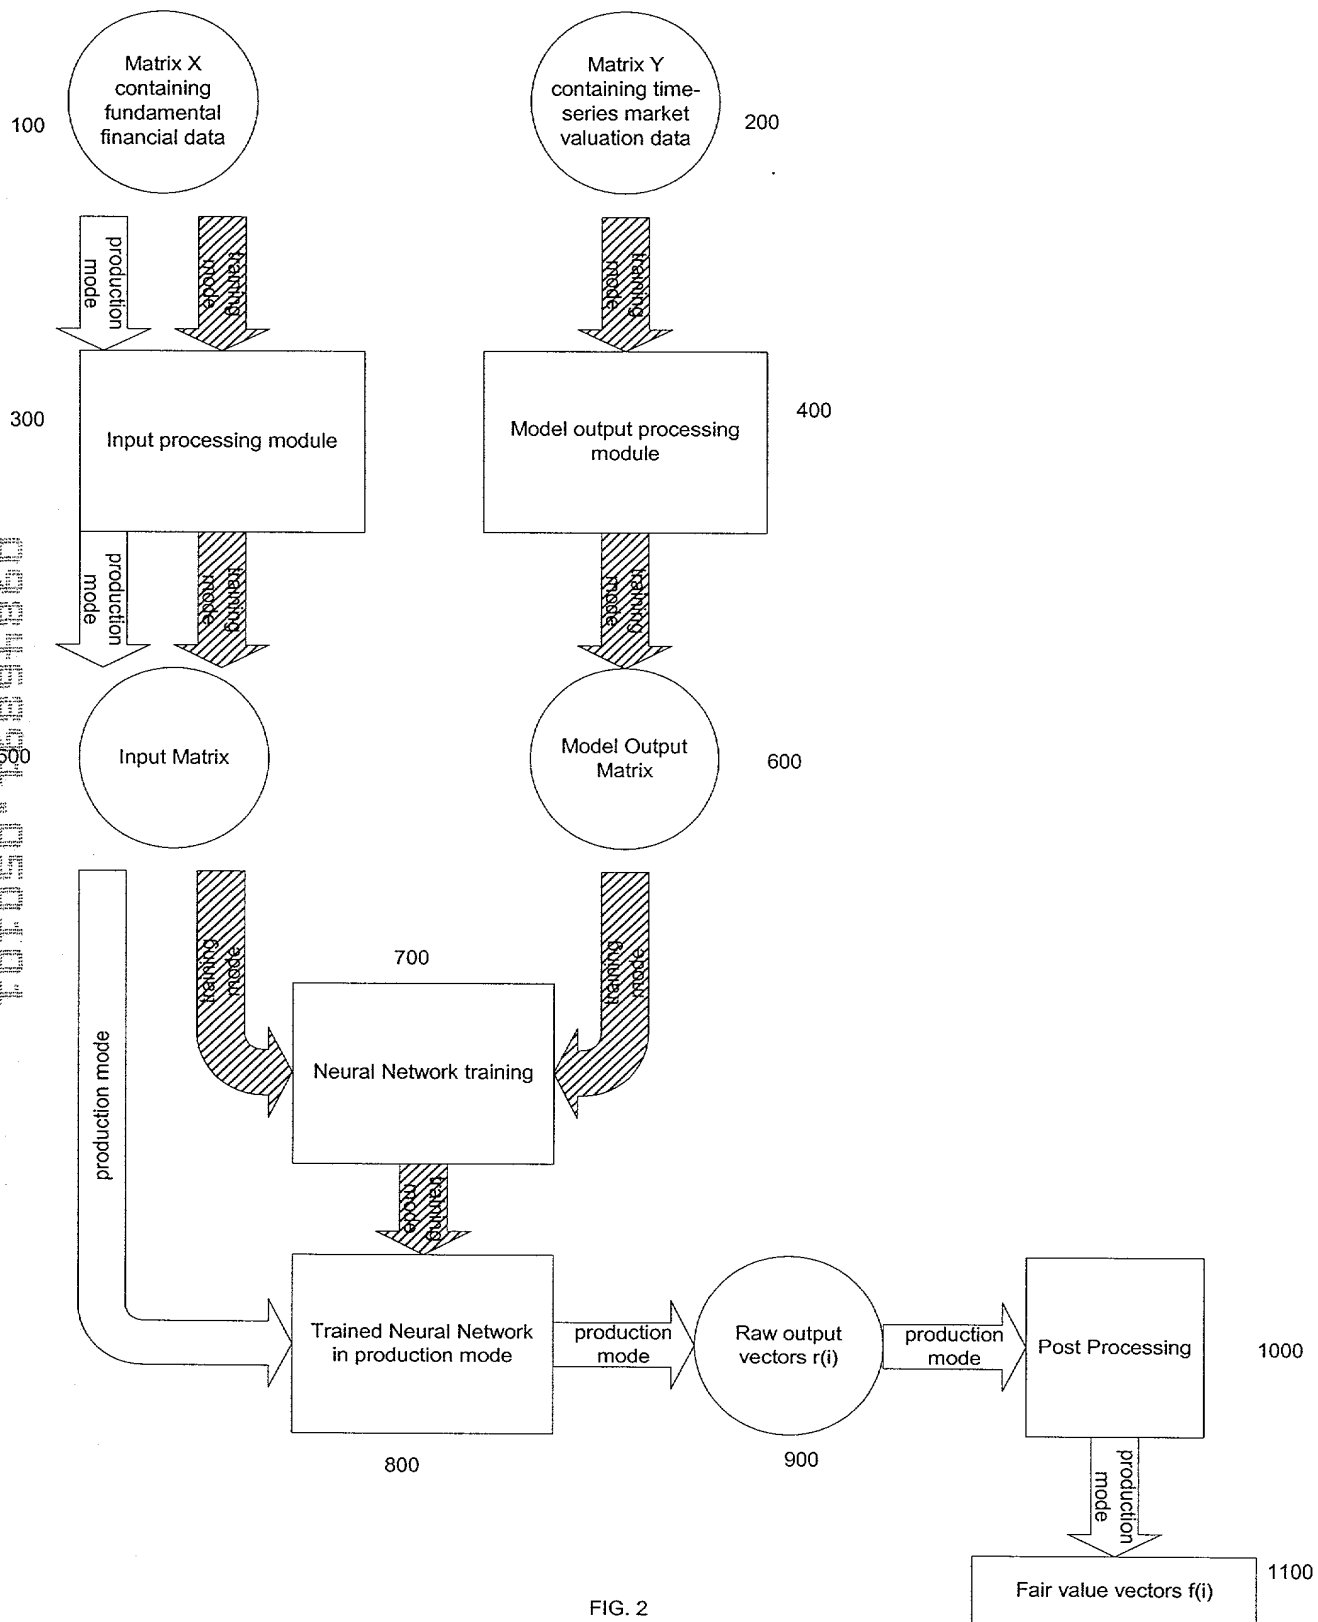 Matrix X
containing
fundamental
financial data
100
Matrix Y
containing time-
series market
valuation data
200
production
mode
training
mode
training
mode
300
Input processing module
Model output processing
module
400
production
mode
training
mode
training
mode
Input Matrix
Model Output
Matrix
600
training
mode
training
mode
700
production mode
Neural Network training
training
mode
Trained Neural Network
in production mode
800
production
mode
Raw output
vectors r(i)
900
production
mode
Post Processing
1000
production
mode
Fair value vectors f(i)
1100
FIG. 2